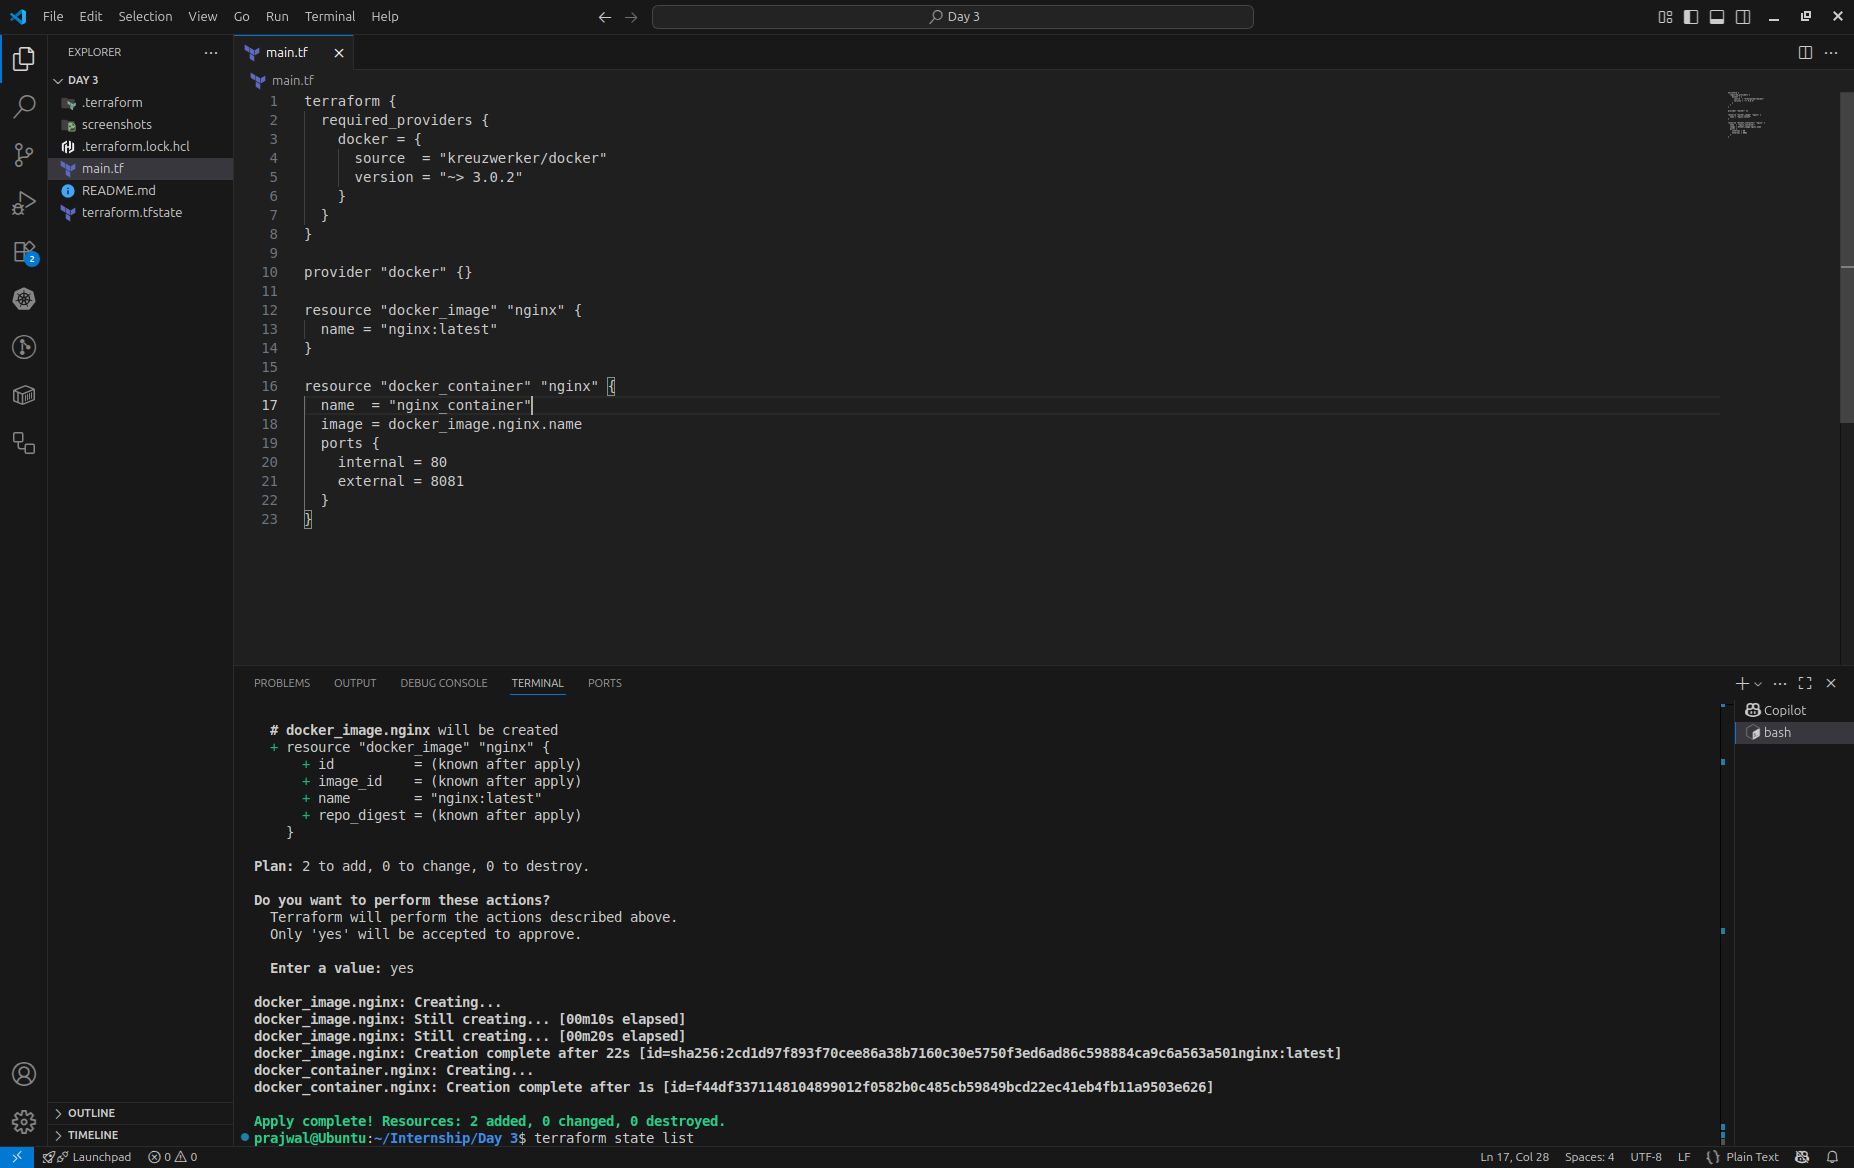 File Edit Selection View Go Run Terminal Help
Day 3
EXPLORER
DAY 3
.terraform
screenshots
.terraform.lock.hcl
main.tf
README.md
terraform.tfstate
OUTLINE
TIMELINE
2
main.tf
main.tf
1 terraform {
2 required_providers {
3 docker = {
4 source  = "kreuzwerker/docker"
5 version = "~> 3.0.2"
6 }
7 }
8 }
9
10 provider "docker" {}
11
12 resource "docker_image" "nginx" {
13 name = "nginx:latest"
14 }
15
16 resource "docker_container" "nginx" {
17 name  = "nginx_container"
18 image = docker_image.nginx.name
19 ports {
20 internal = 80
21 external = 8081
22 }
23 }
PROBLEMS OUTPUT DEBUG CONSOLE TERMINAL PORTS
Copilot
bash
# docker_image.nginx will be created
+ resource "docker_image" "nginx" {
+ id          = (known after apply)
+ image_id    = (known after apply)
+ name        = "nginx:latest"
+ repo_digest = (known after apply)
}
Plan: 2 to add, 0 to change, 0 to destroy.
Do you want to perform these actions?
Terraform will perform the actions described above.
Only 'yes' will be accepted to approve.
Enter a value: yes
docker_image.nginx: Creating...
docker_image.nginx: Still creating... [00m10s elapsed]
docker_image.nginx: Still creating... [00m20s elapsed]
docker_image.nginx: Creation complete after 22s [id=sha256:2cd1d97f893f70cee86a38b7160c30e5750f3ed6ad86c598884ca9c6a563a501nginx:latest]
docker_container.nginx: Creating...
docker_container.nginx: Creation complete after 1s [id=f44df3371148104899012f0582b0c485cb59849bcd22ec41eb4fb11a9503e626]
Apply complete! Resources: 2 added, 0 changed, 0 destroyed.
prajwal@Ubuntu:~/Internship/Day 3$ terraform state list
Launchpad 0 0 Ln 17, Col 28 Spaces: 4 UTF-8 LF {} Plain Text